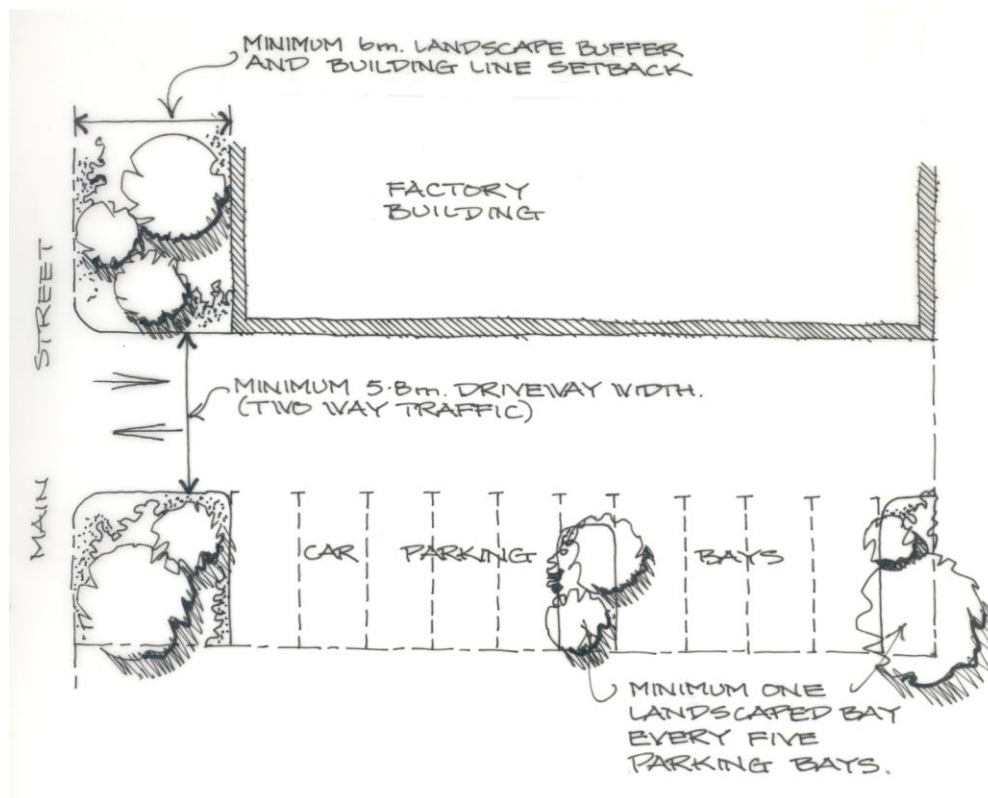 MINIMUM 6m. LANDSCAPE BUFFER
AND BUILDING LINE SETBACK
FACTORY
BUILDING
MAIN STREET
MINIMUM 5.8m. DRIVEWAY WIDTH.
(TWO WAY TRAFFIC)
CAR PARKING BAYS
MINIMUM ONE
LANDSCAPED BAY
EVERY FIVE
PARKING BAYS.